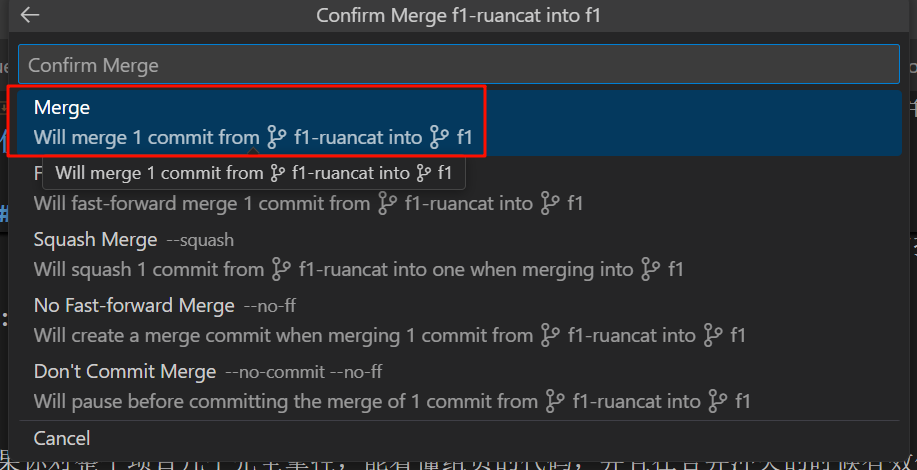 Confirm Merge f1-ruancat into f1
Confirm Merge
Merge
Will merge 1 commit from f1-ruancat into f1
F
Will merge 1 commit from f1-ruancat into f1
Will fast-forward merge 1 commit from f1-ruancat into f1
#
Squash Merge --squash
Will squash 1 commit from f1-ruancat into one when merging into f1
No Fast-forward Merge --no-ff
:
Will create a merge commit when merging 1 commit from f1-ruancat into f1
Don't Commit Merge --no-commit --no-ff
Will pause before committing the merge of 1 commit from f1-ruancat into f1
Cancel